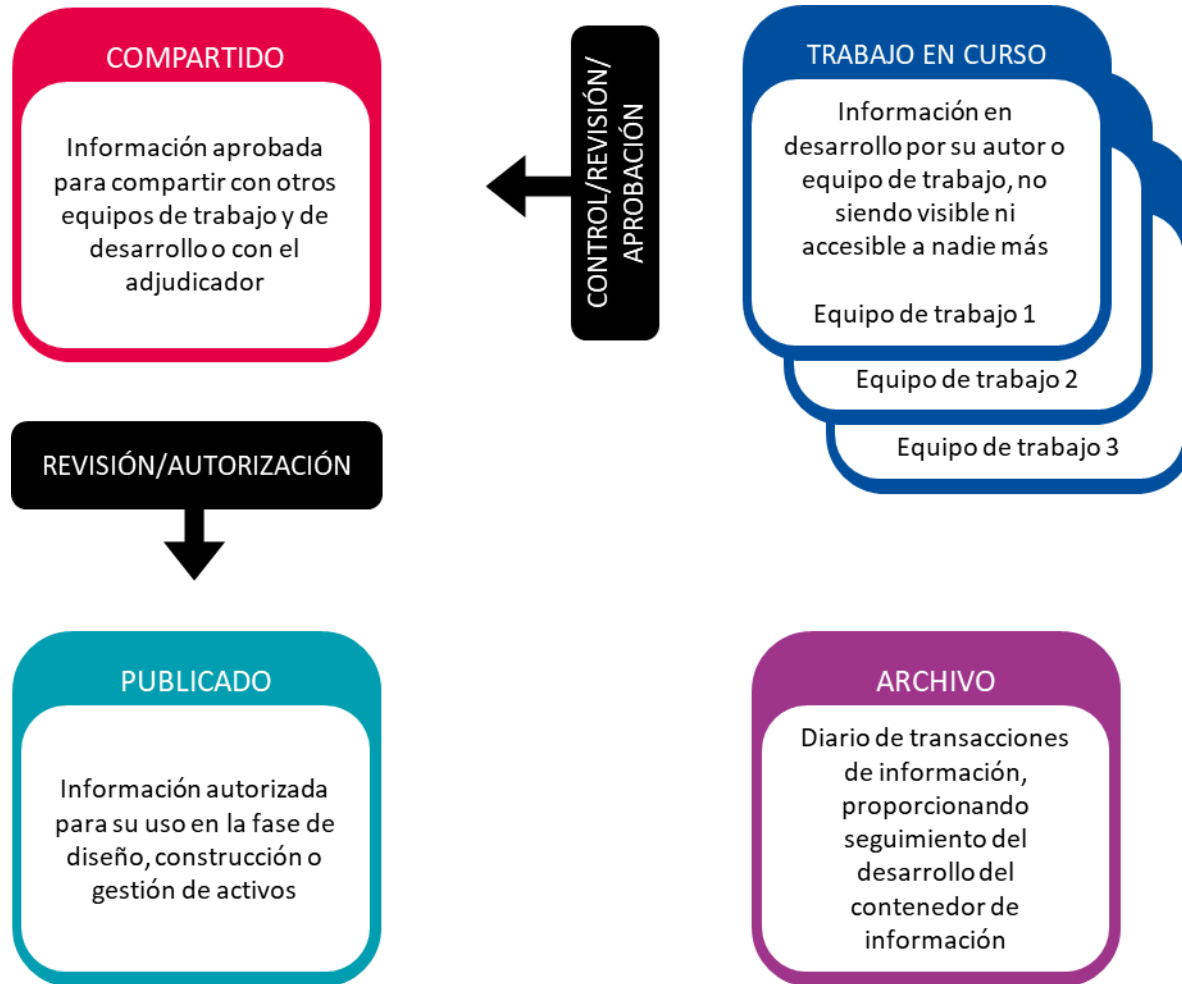 COMPARTIDO
Información aprobada
para compartir con otros
equipos de trabajo y de
desarrollo o con el
adjudicador
CONTROL/REVISIÓN/
APROBACIÓN
TRABAJO EN CURSO
Información en
desarrollo por su autor o
equipo de trabajo, no
siendo visible ni
accesible a nadie más
Equipo de trabajo 1
Equipo de trabajo 2
Equipo de trabajo 3
REVISIÓN/AUTORIZACIÓN
PUBLICADO
Información autorizada
para su uso en la fase de
diseño, construcción o
gestión de activos
ARCHIVO
Diario de transacciones
de información,
proporcionando
seguimiento del
desarrollo del
contenedor de
información